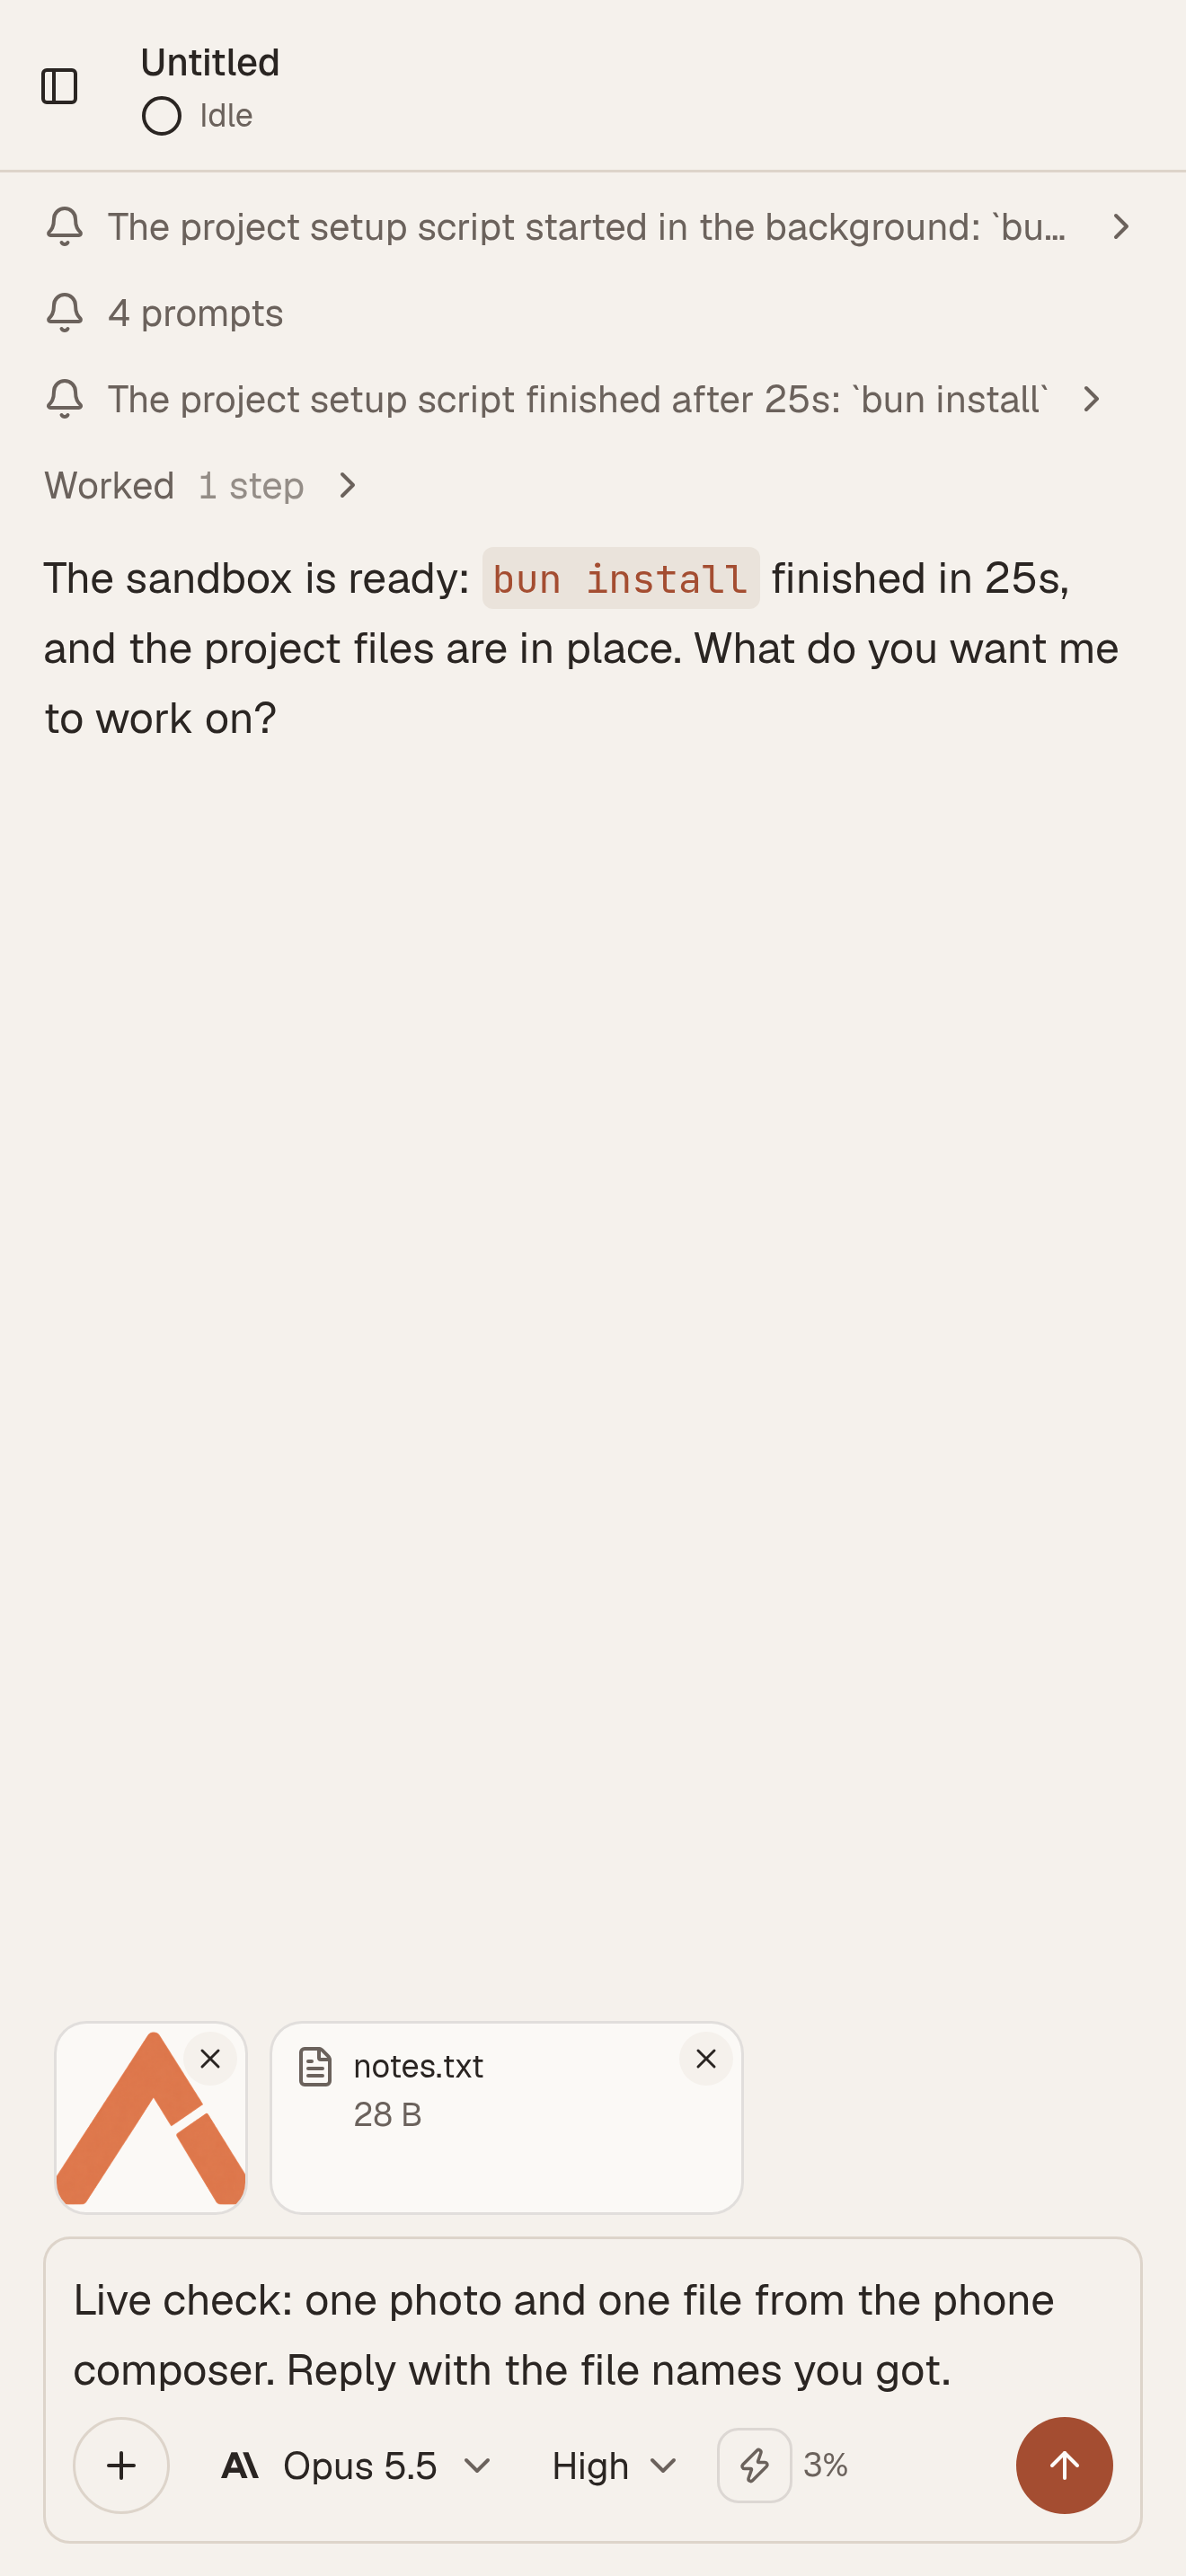 Untitled
Idle
The project setup script started in the background: `bu...
4 prompts
The project setup script finished after 25s: `bun install`
Worked 1 step
The sandbox is ready: bun install finished in 25s,
and the project files are in place. What do you want me
to work on?
notes.txt
28 B
Live check: one photo and one file from the phone
composer. Reply with the file names you got.
Opus 5.5 High 3%